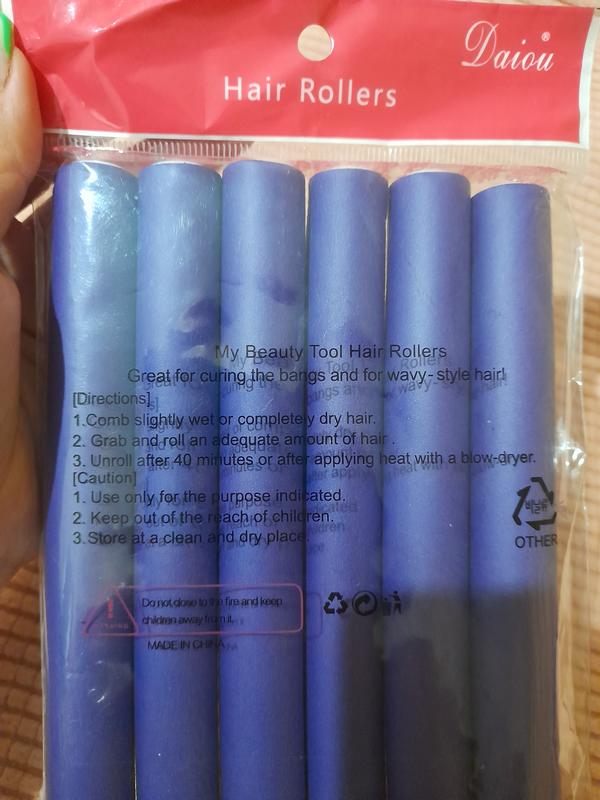 Daiou®
Hair Rollers
My Beauty Tool Hair Rollers
Great for curing the bangs and for wavy-style hair!
[Directions]
1.Comb slightly wet or completely dry hair.
2. Grab and roll an adequate amount of hair .
3. Unroll after 40 minutes or after applying heat with a blow-dryer.
[Caution]
1. Use only for the purpose indicated.
2. Keep out of the reach of children.
3.Store at a clean and dry place.
OTHER
Do not close to the fire and keep
children away from it.
MADE IN CHINA